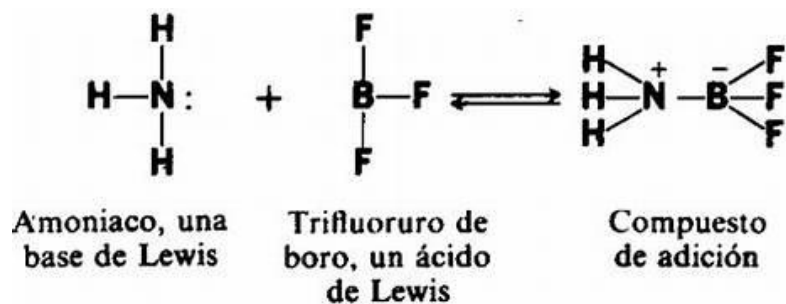 H H F F
H—N: + B—F ⇌ H N⁺—B⁻ F
H F H F
Amoniaco, una
base de Lewis
Trifluoruro de
boro, un ácido
de Lewis
Compuesto
de adición